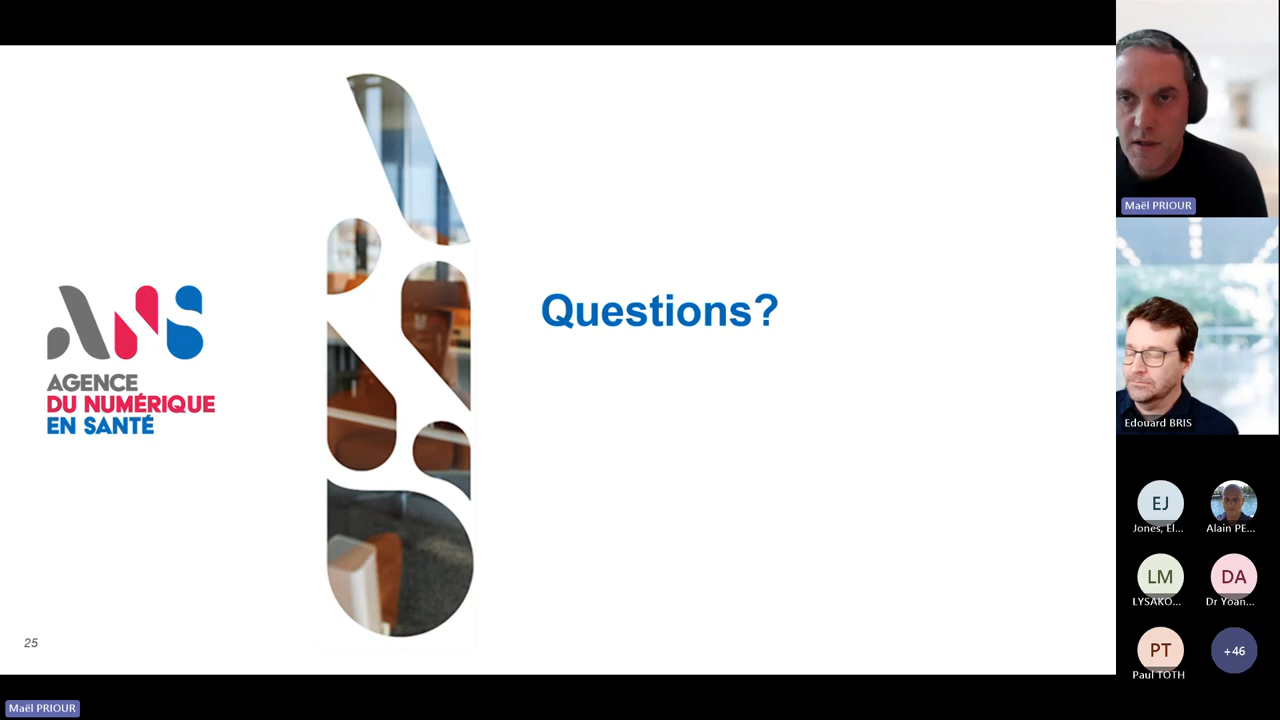 ANS
AGENCE
DU NUMÉRIQUE
EN SANTÉ
Questions?
25
Maël PRIOUR
Maël PRIOUR
Edouard BRIS
EJ
Jones, El...
Alain PE...
LM
LYSAKO...
DA
Dr Yoan...
PT
Paul TOTH
+46